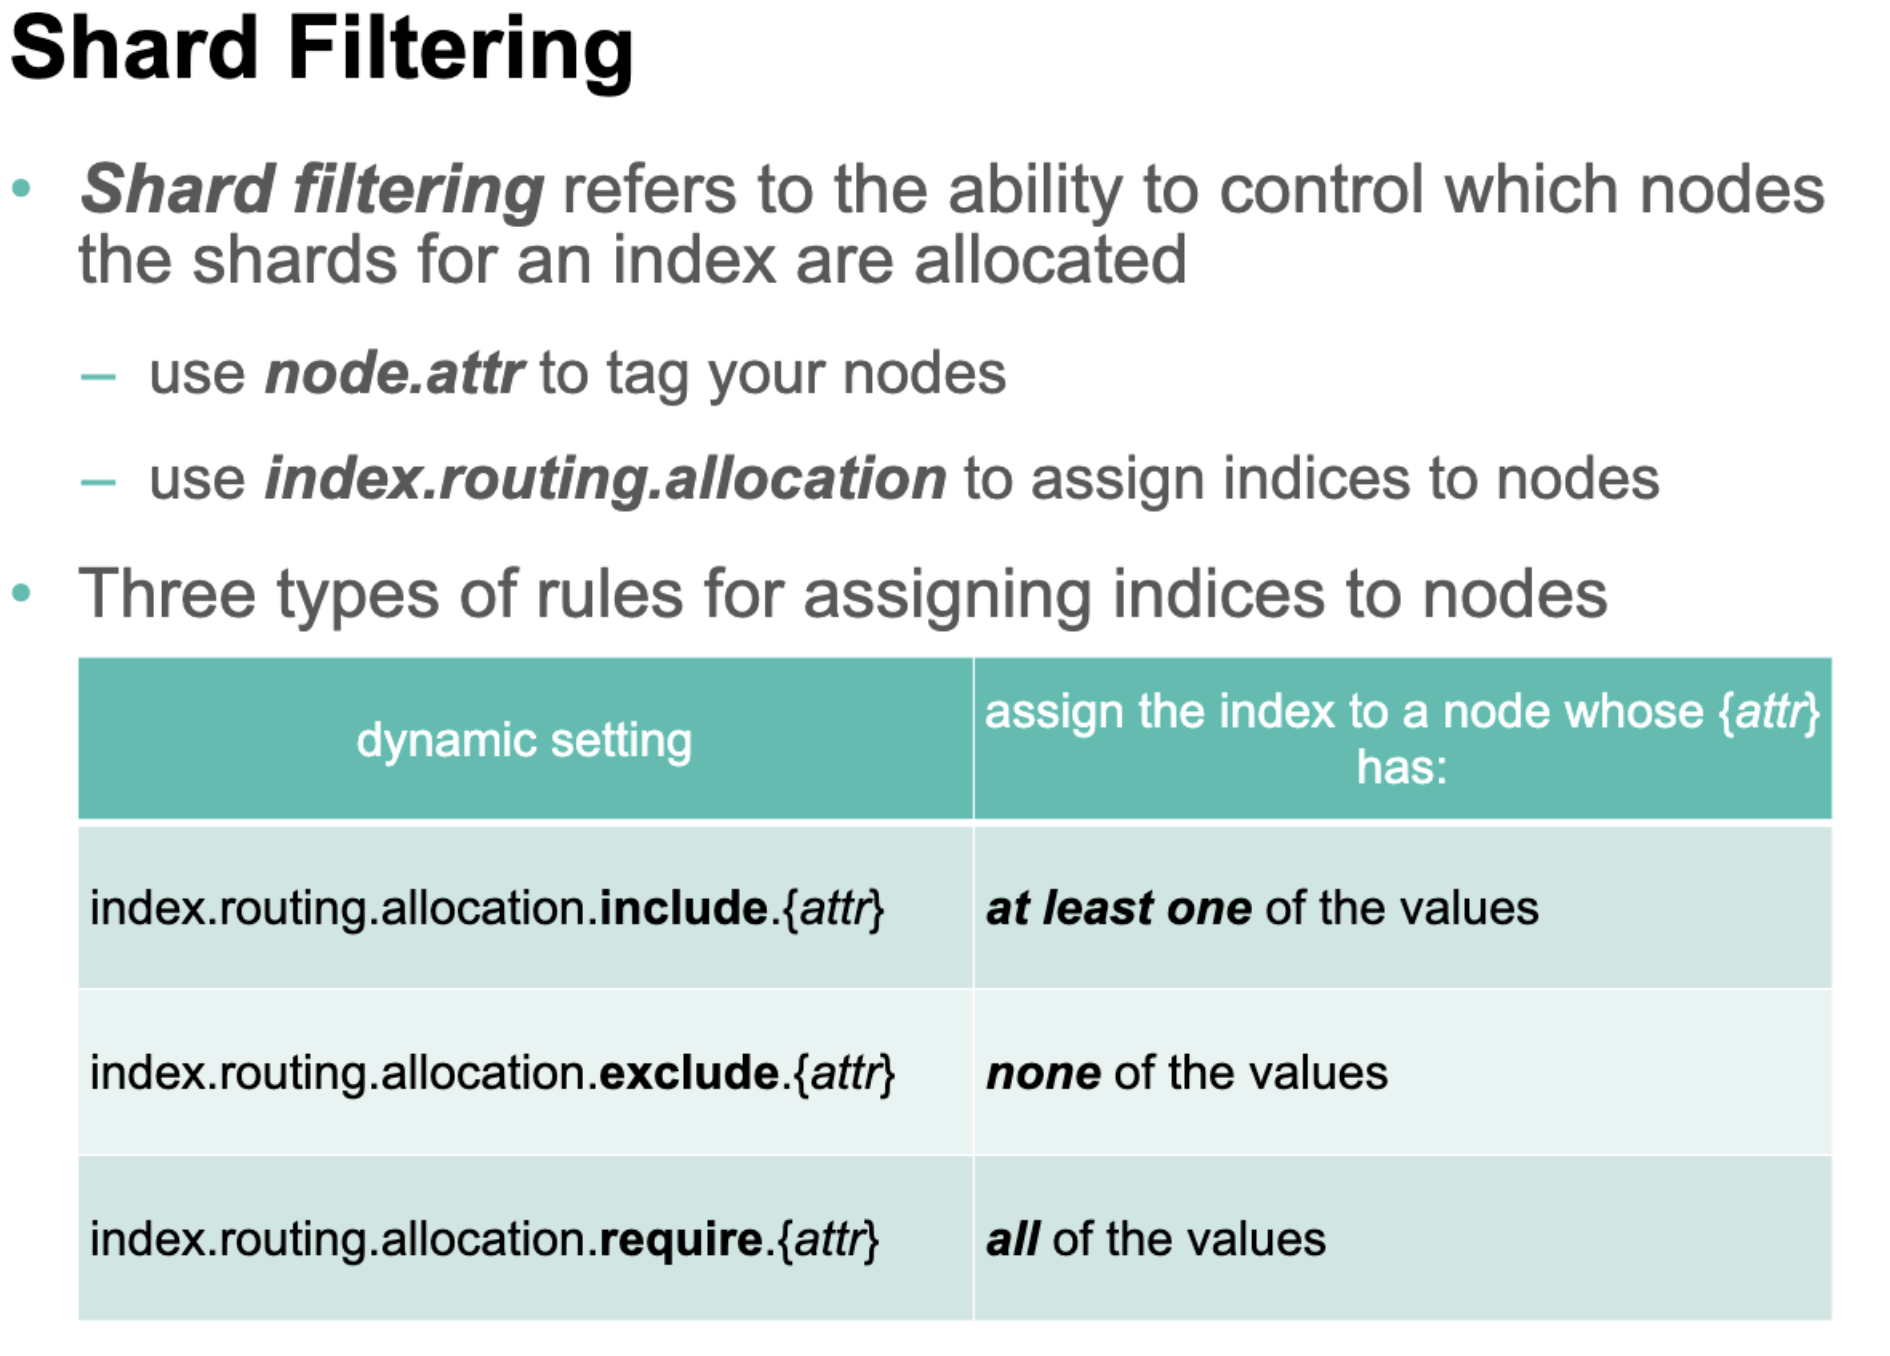 Shard Filtering
• Shard filtering refers to the ability to control which nodes
the shards for an index are allocated
– use node.attr to tag your nodes
– use index.routing.allocation to assign indices to nodes
• Three types of rules for assigning indices to nodes
dynamic setting
assign the index to a node whose {attr}
has:
index.routing.allocation.include.{attr}
at least one of the values
index.routing.allocation.exclude.{attr}
none of the values
index.routing.allocation.require.{attr}
all of the values